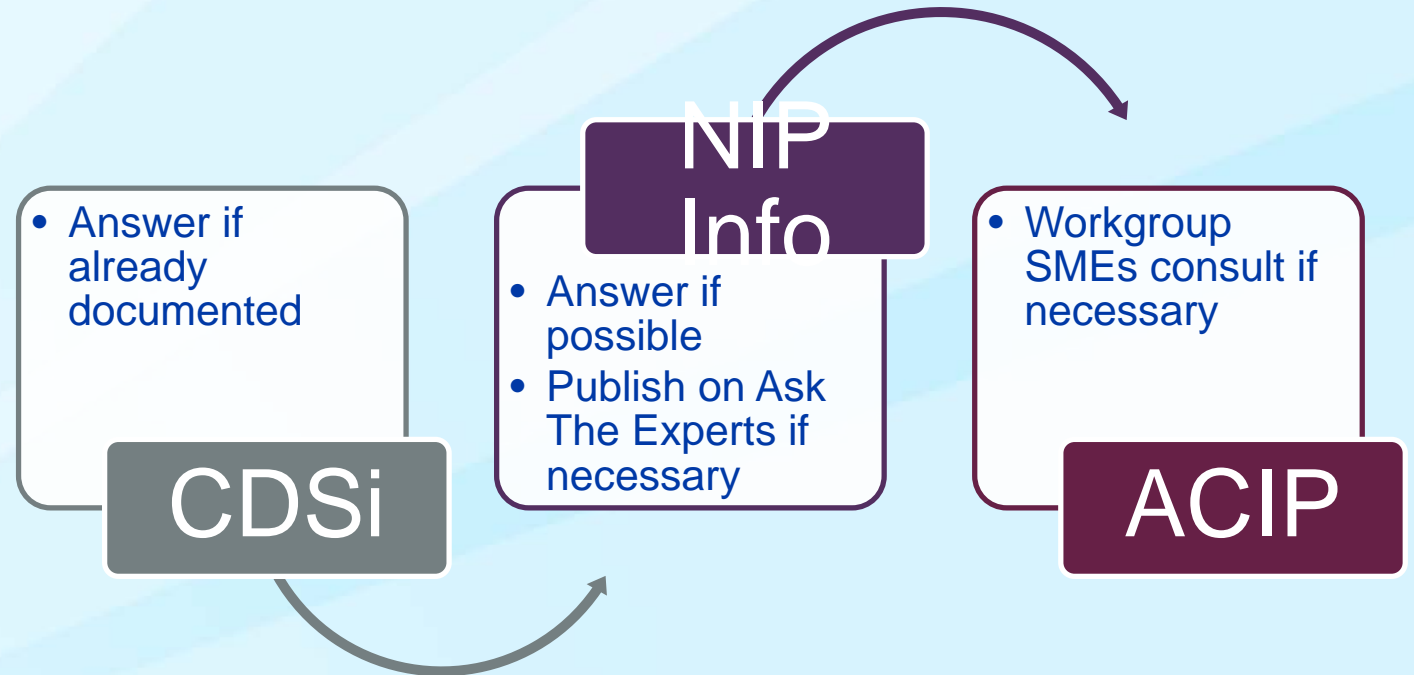 • Answer if
already
documented
CDSi
NIP
Info
• Answer if
possible
• Publish on Ask
The Experts if
necessary
• Workgroup
SMEs consult if
necessary
ACIP